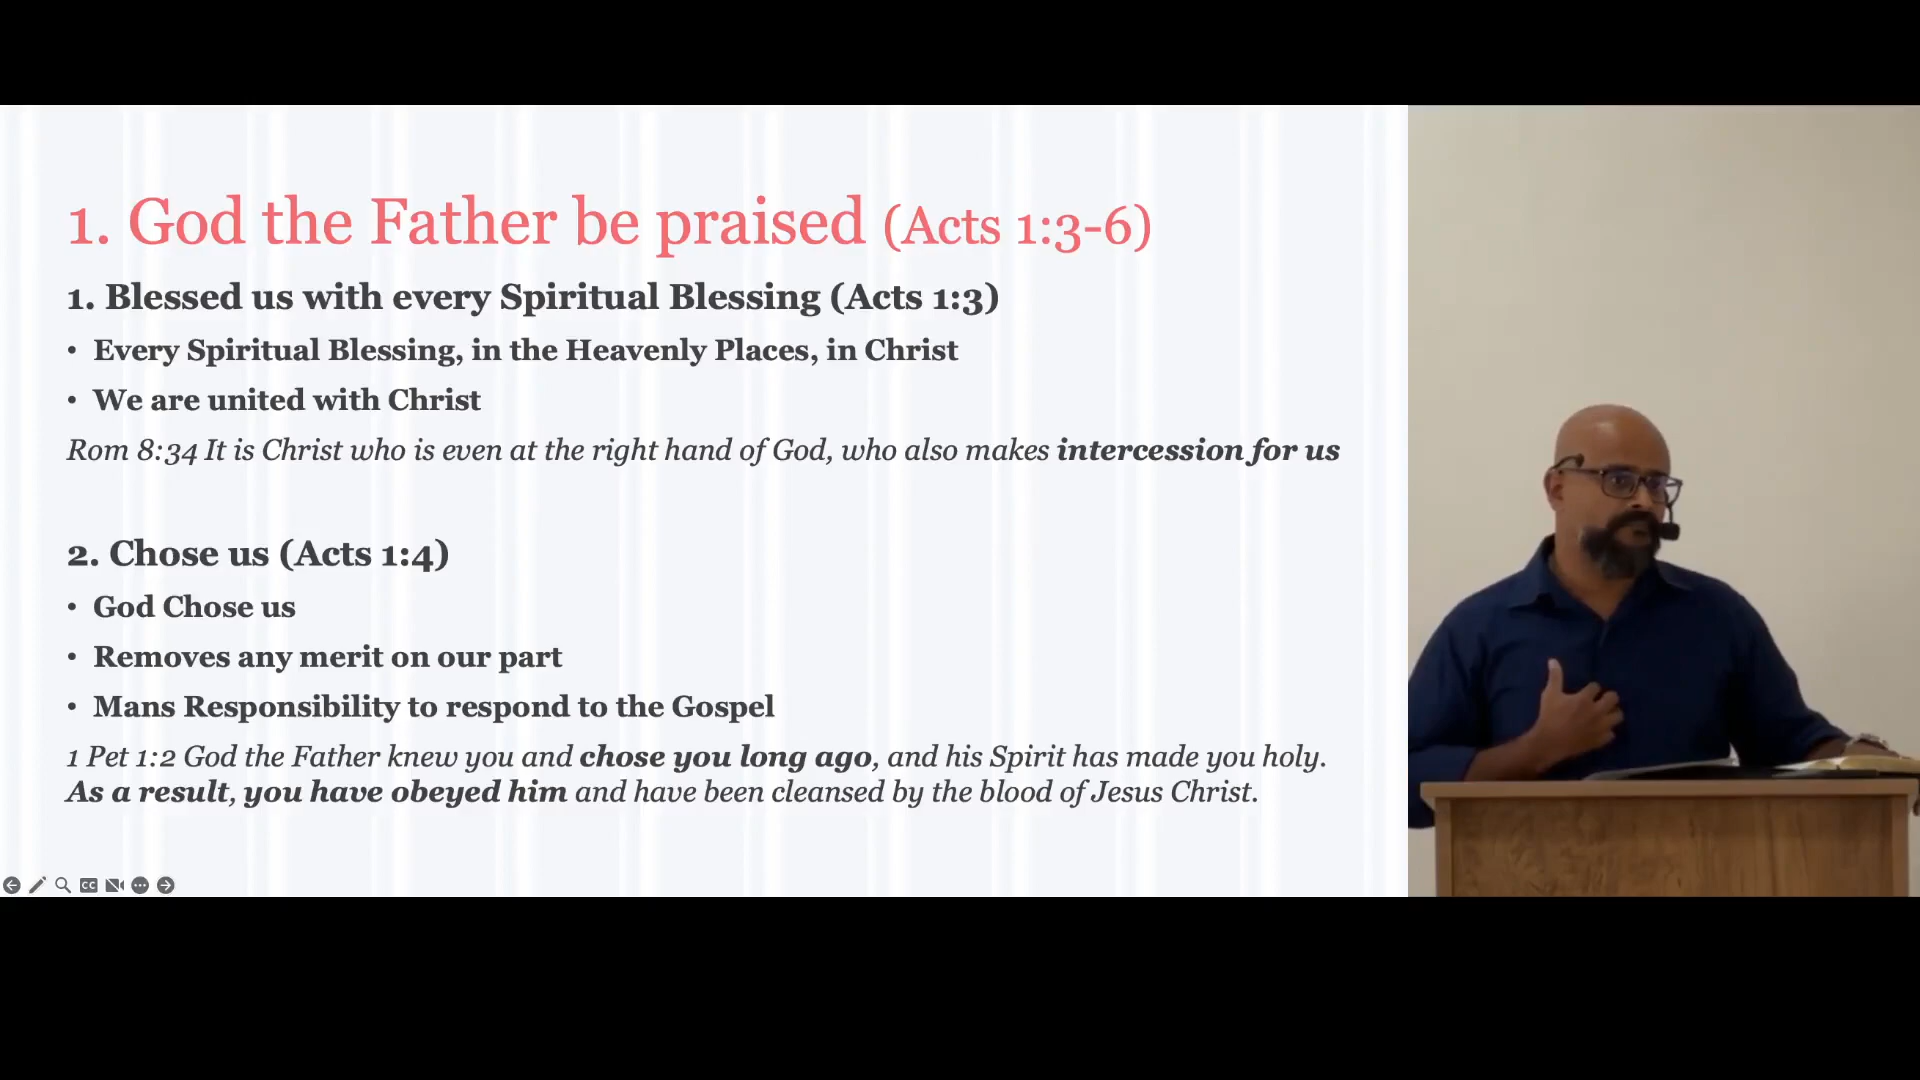 1. God the Father be praised (Acts 1:3-6)
1. Blessed us with every Spiritual Blessing (Acts 1:3)
• Every Spiritual Blessing, in the Heavenly Places, in Christ
• We are united with Christ
Rom 8:34 It is Christ who is even at the right hand of God, who also makes intercession for us
2. Chose us (Acts 1:4)
• God Chose us
• Removes any merit on our part
• Mans Responsibility to respond to the Gospel
1 Pet 1:2 God the Father knew you and chose you long ago, and his Spirit has made you holy.
As a result, you have obeyed him and have been cleansed by the blood of Jesus Christ.
CC